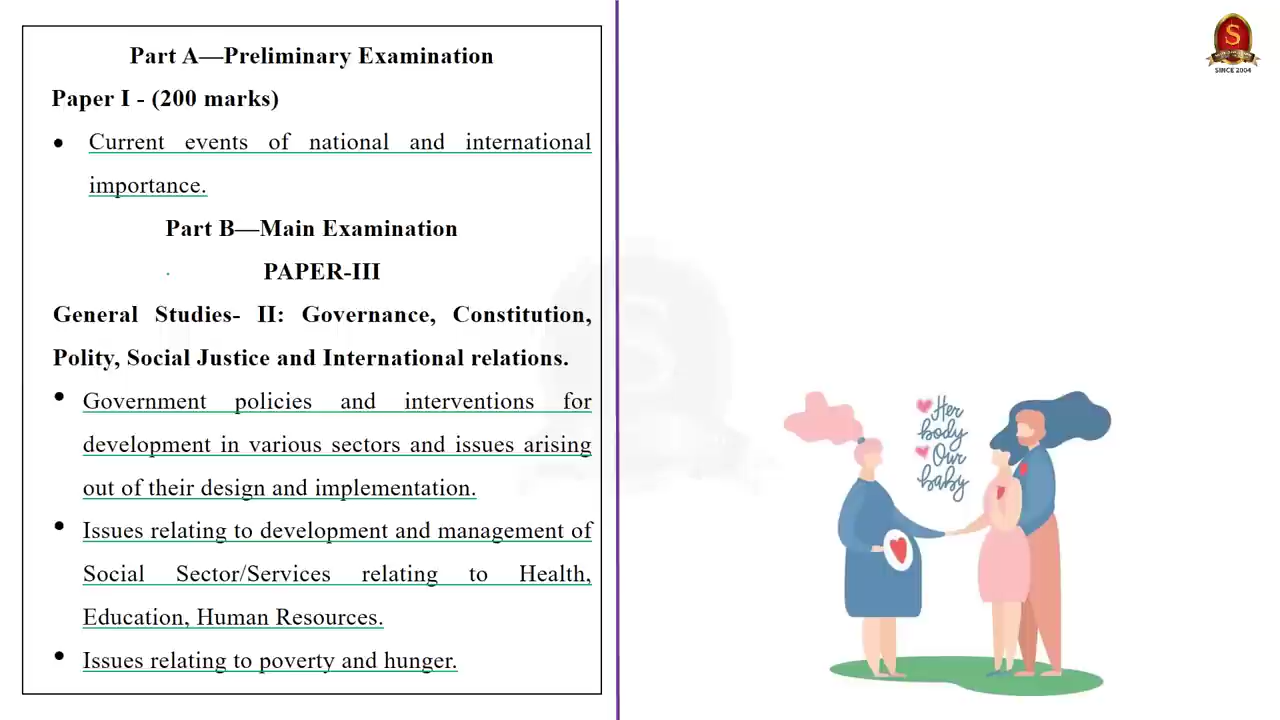 Part A—Preliminary Examination
Paper I - (200 marks)
• Current events of national and international
importance.
Part B—Main Examination
PAPER-III
General Studies- II: Governance, Constitution,
Polity, Social Justice and International relations.
• Government policies and interventions for
development in various sectors and issues arising
out of their design and implementation.
• Issues relating to development and management of
Social Sector/Services relating to Health,
Education, Human Resources.
• Issues relating to poverty and hunger.
S
SINCE 2004
Her
body
Our
baby